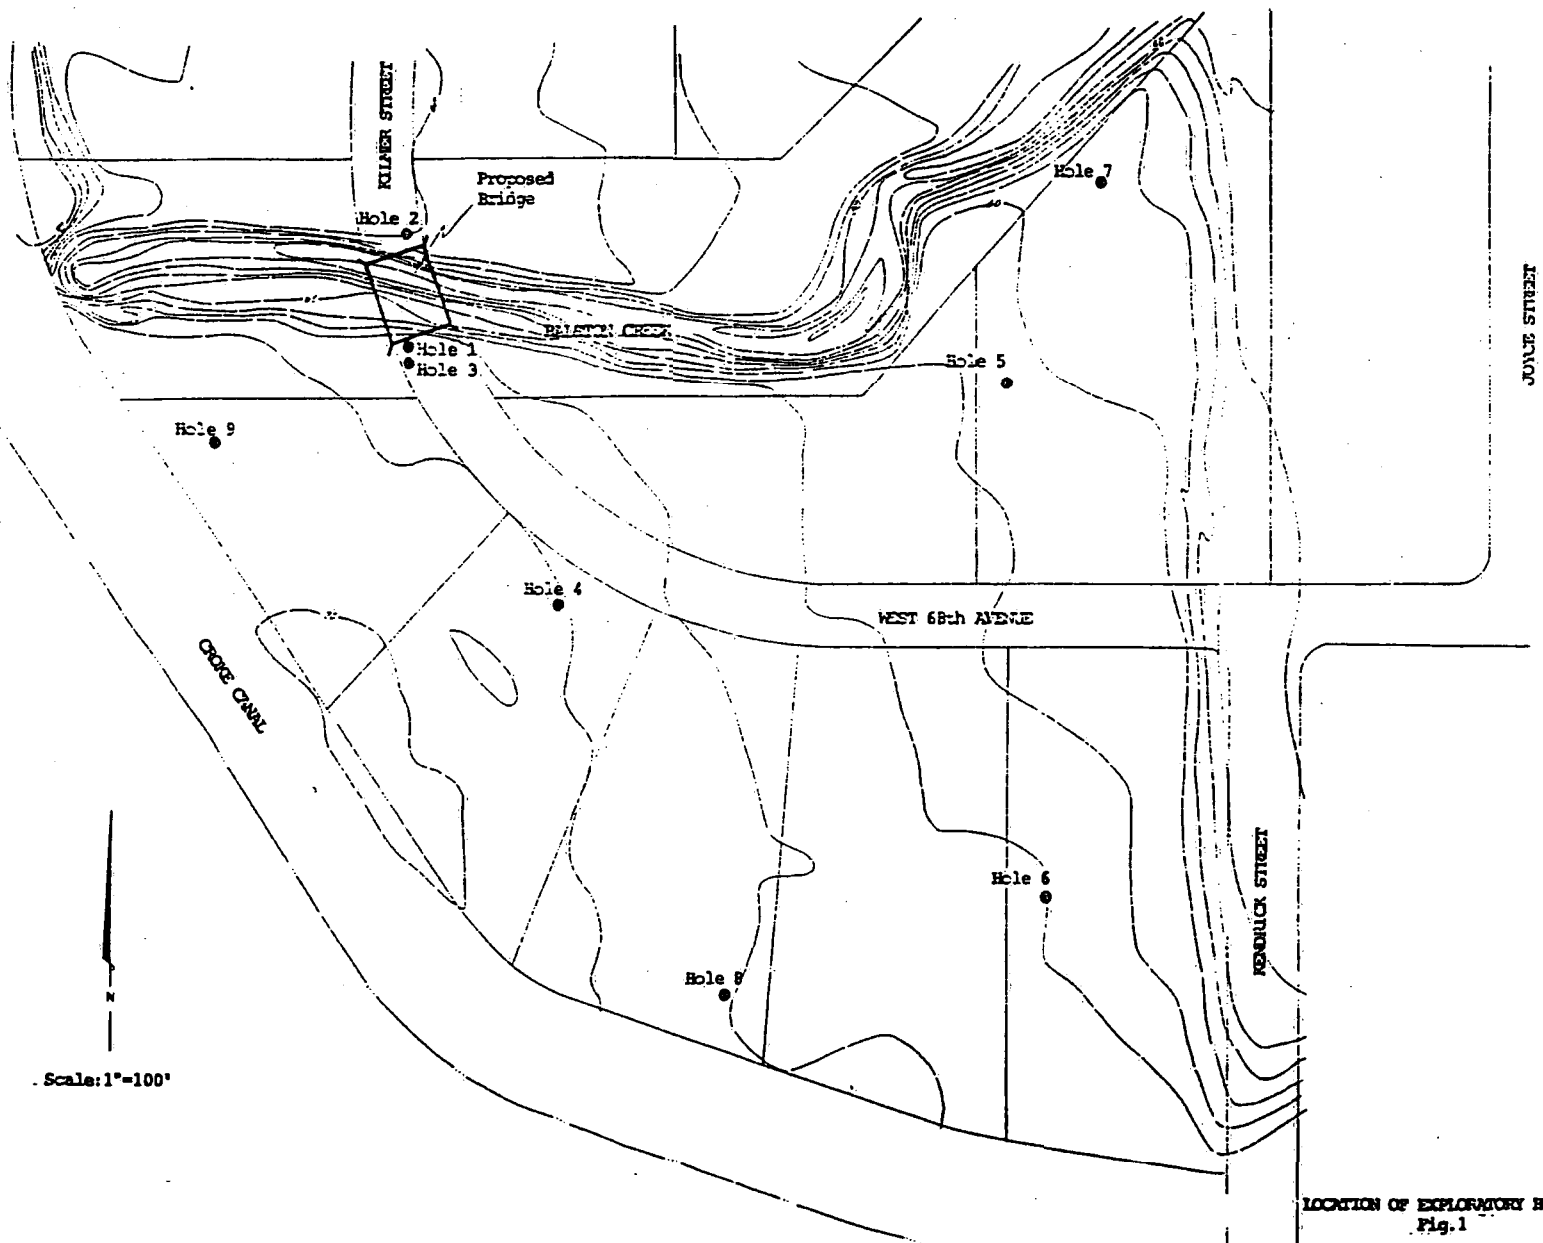 KILMER STREET
Proposed
Bridge
Hole 2
Hole 7
RALSTON CREEK
JOYCE STREET
Hole 1
Hole 3
Hole 5
Hole 9
Hole 4
WEST 68th AVENUE
CROKE CANAL
Hole 6
KENDRICK STREET
Hole 8
N
Scale:1"=100'
LOCATION OF EXPLORATORY H
Fig.1